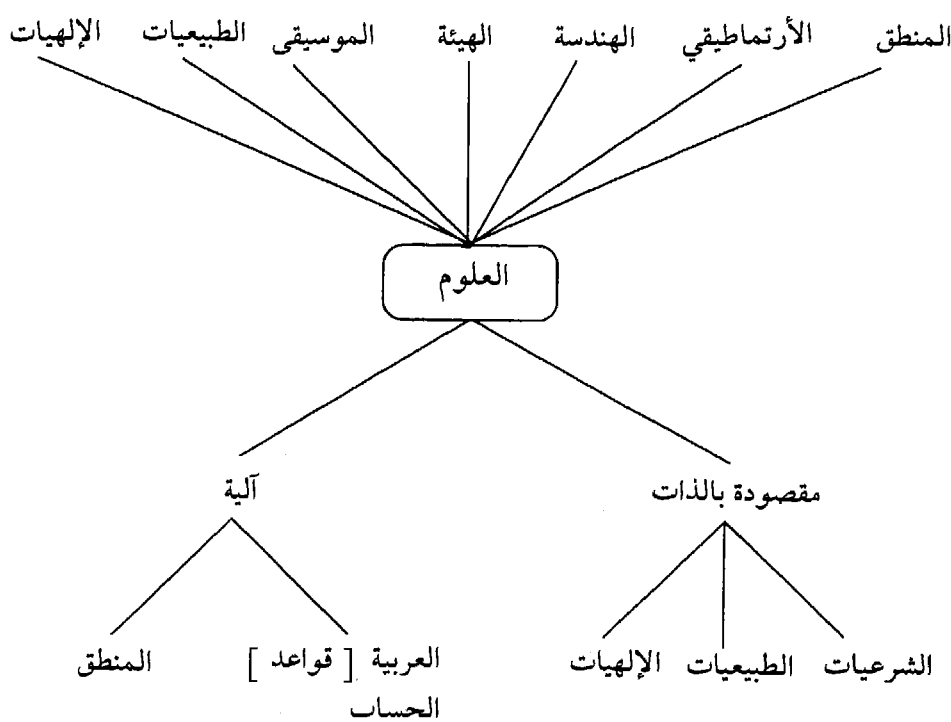 المنطق الأرتماطيقي الهندسة الهيئة الموسيقى الطبيعيات الإلهيات
العلوم
مقصودة بالذات آلية
الشرعيات الطبيعيات الإلهيات العربية [ قواعد ] المنطق
الحساب